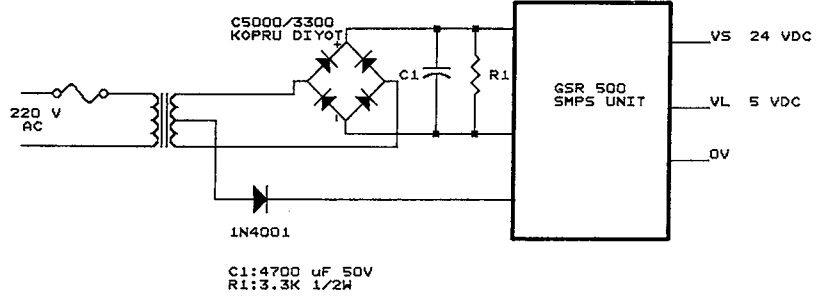 C5000/3300
KOPRU DIYOT
+
-
C1
R1
220 V
AC
GSR 500
SMPS UNIT
VS 24 VDC
VL 5 VDC
0V
1N4001
C1:4700 uF 50V
R1:3.3K 1/2W